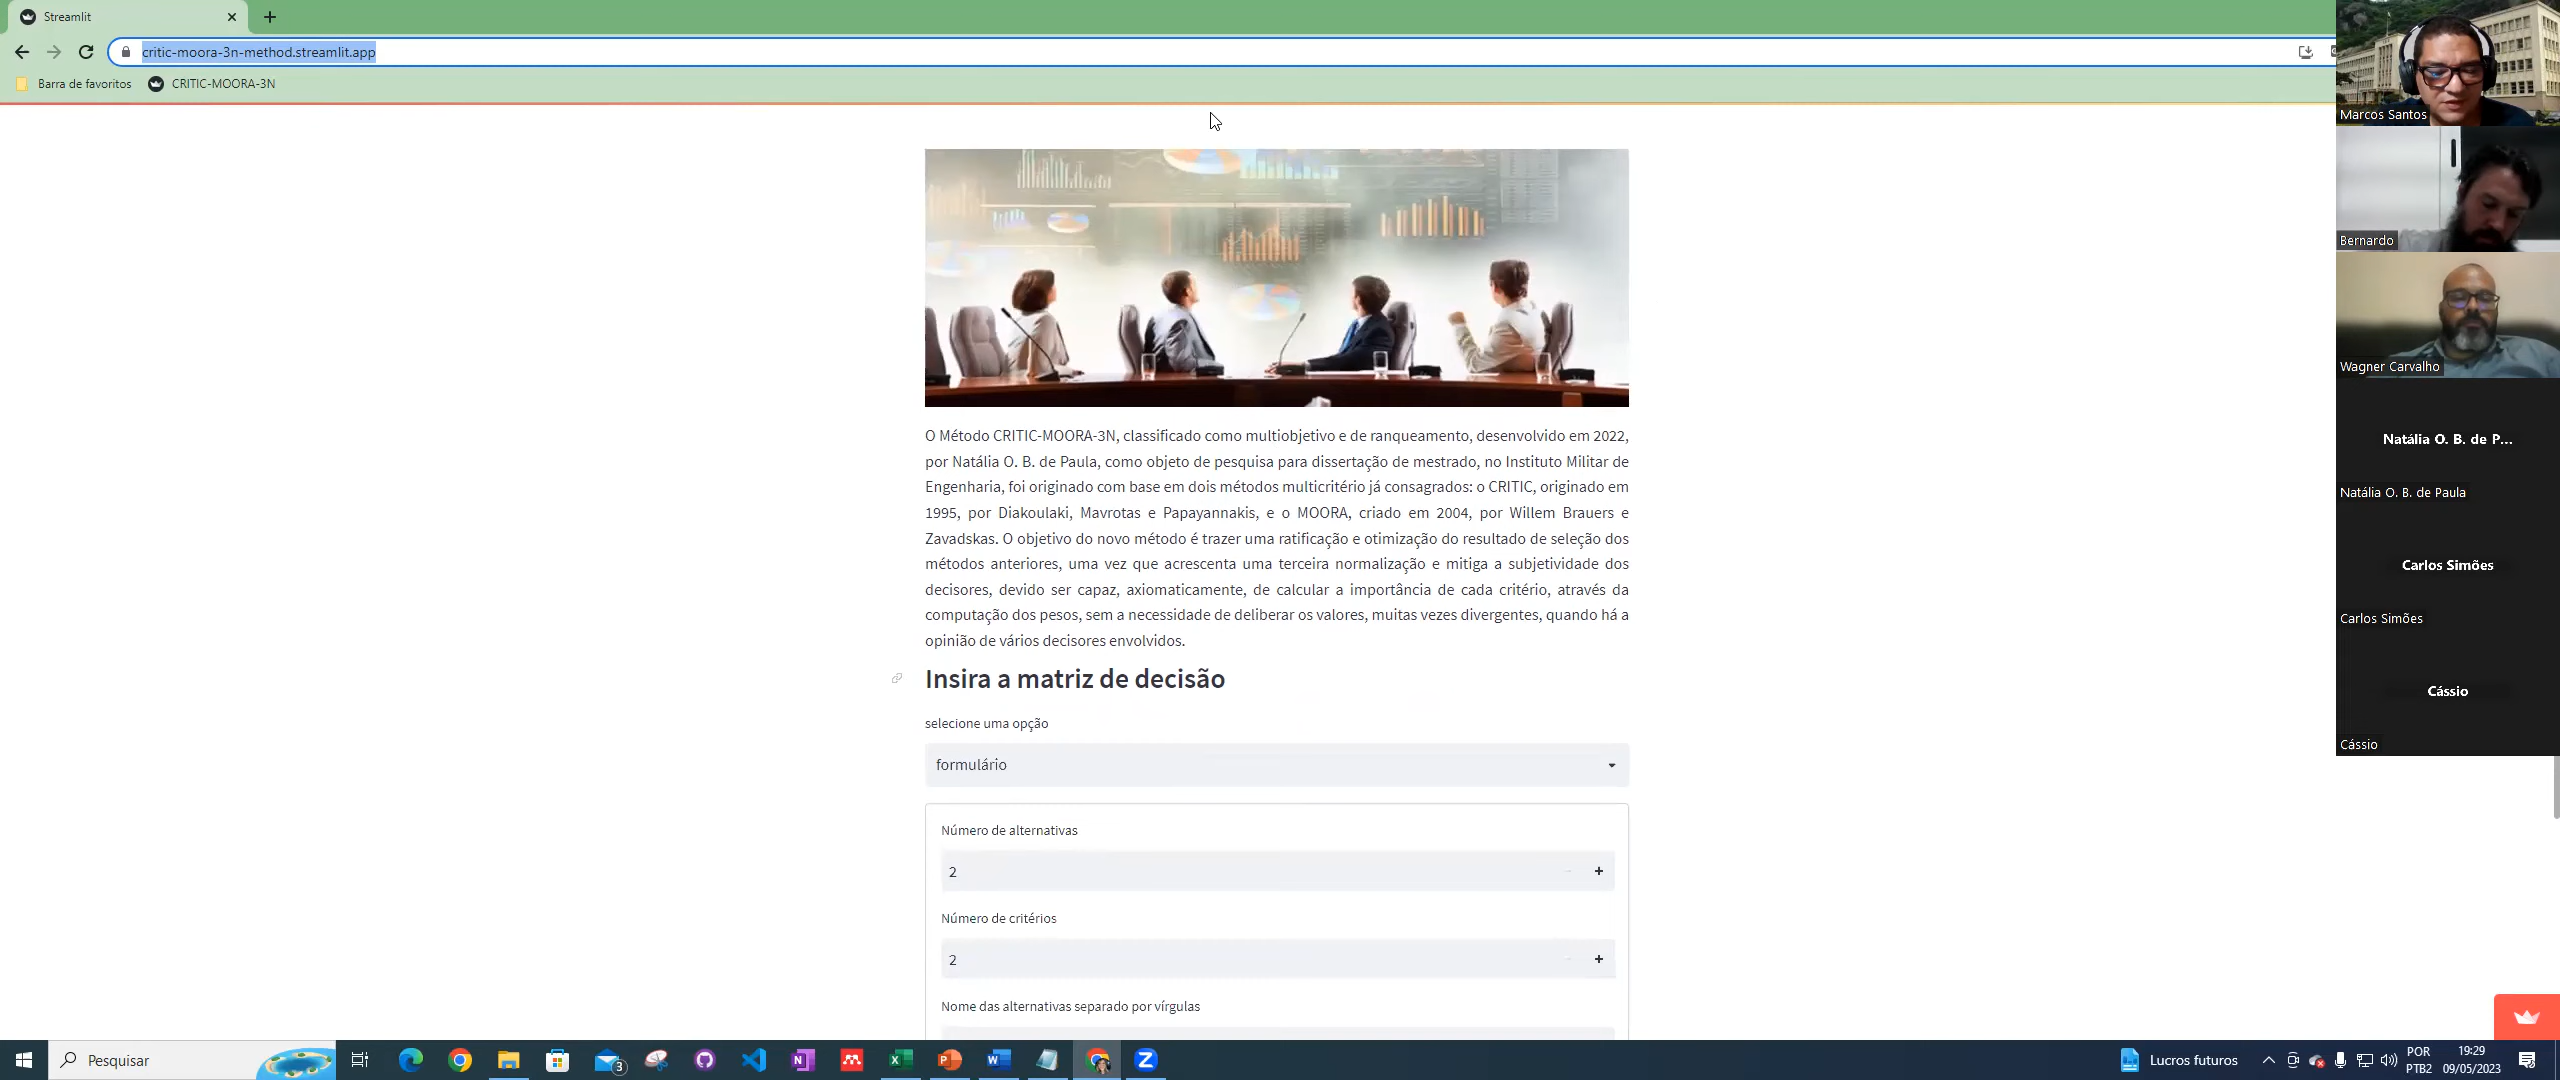 Streamlit
critic-moora-3n-method.streamlit.app
Barra de favoritos
CRITIC-MOORA-3N
Marcos Santos
Bernardo
Wagner Carvalho
Natália O. B. de P...
Natália O. B. de Paula
Carlos Simões
Carlos Simões
Cássio
Cássio
O Método CRITIC-MOORA-3N, classificado como multiobjetivo e de ranqueamento, desenvolvido em 2022,
por Natália O. B. de Paula, como objeto de pesquisa para dissertação de mestrado, no Instituto Militar de
Engenharia, foi originado com base em dois métodos multicritério já consagrados: o CRITIC, originado em
1995, por Diakoulaki, Mavrotas e Papayannakis, e o MOORA, criado em 2004, por Willem Brauers e
Zavadskas. O objetivo do novo método é trazer uma ratificação e otimização do resultado de seleção dos
métodos anteriores, uma vez que acrescenta uma terceira normalização e mitiga a subjetividade dos
decisores, devido ser capaz, axiomaticamente, de calcular a importância de cada critério, através da
computação dos pesos, sem a necessidade de deliberar os valores, muitas vezes divergentes, quando há a
opinião de vários decisores envolvidos.
Insira a matriz de decisão
selecione uma opção
formulário
Número de alternativas
2
Número de critérios
2
Nome das alternativas separado por vírgulas
Pesquisar
3
Lucros futuros
POR
PTB2
19:29
09/05/2023